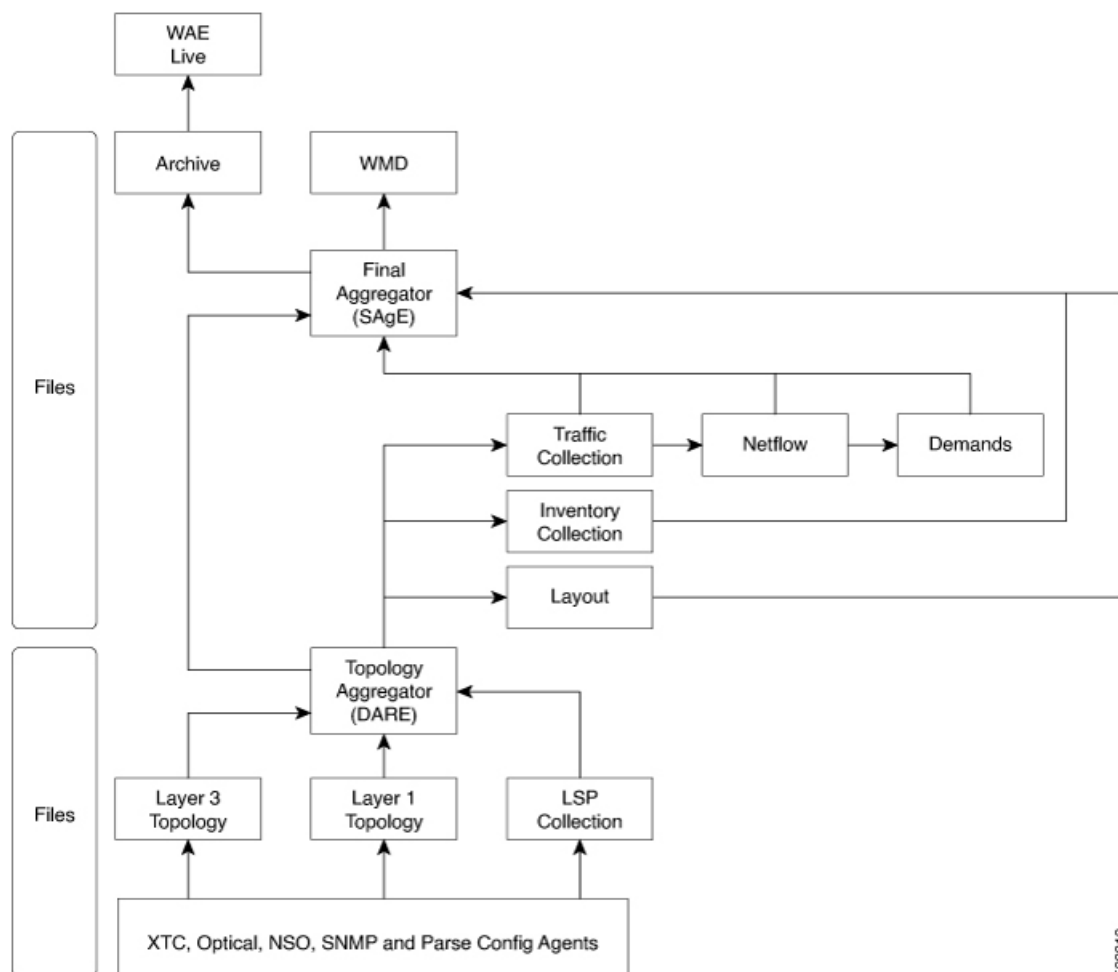 WAE
Live
Archive
WMD
Final
Aggregator
(SAgE)
Files
Traffic
Collection
Netflow
Demands
Inventory
Collection
Layout
Topology
Aggregator
(DARE)
Files
Layer 3
Topology
Layer 1
Topology
LSP
Collection
XTC, Optical, NSO, SNMP and Parse Config Agents